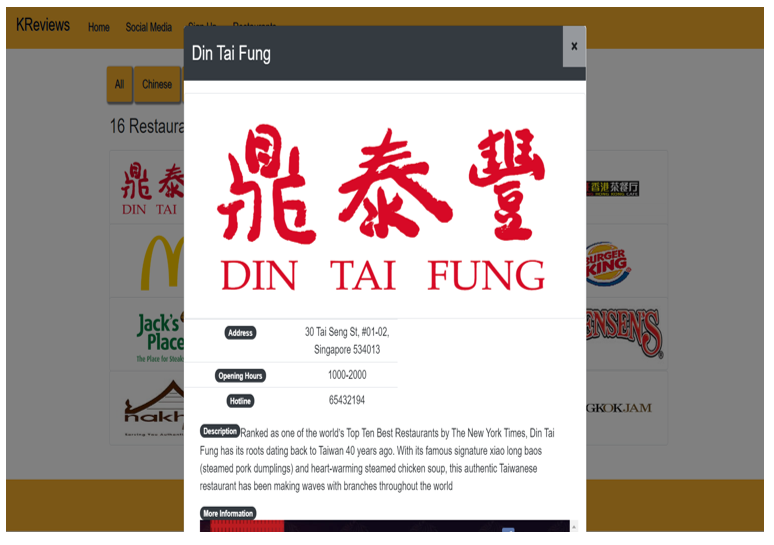 KReviews Home Social Media Sign Up Restaurants
Din Tai Fung ×
All Chinese
16 Restaura
鼎泰
DIN TAI
香港茶餐厅
BURGER
KING
Jack's
Place
The Place for Steak
ENSEN'S
nakh
GKOKJAM
鼎泰豐
DIN TAI FUNG
Address 30 Tai Seng St, #01-02,
Singapore 534013
Opening Hours 1000-2000
Hotline 65432194
Description Ranked as one of the world's Top Ten Best Restaurants by The New York Times, Din Tai
Fung has its roots dating back to Taiwan 40 years ago. With its famous signature xiao long baos
(steamed pork dumplings) and heart-warming steamed chicken soup, this authentic Taiwanese
restaurant has been making waves with branches throughout the world
More Information